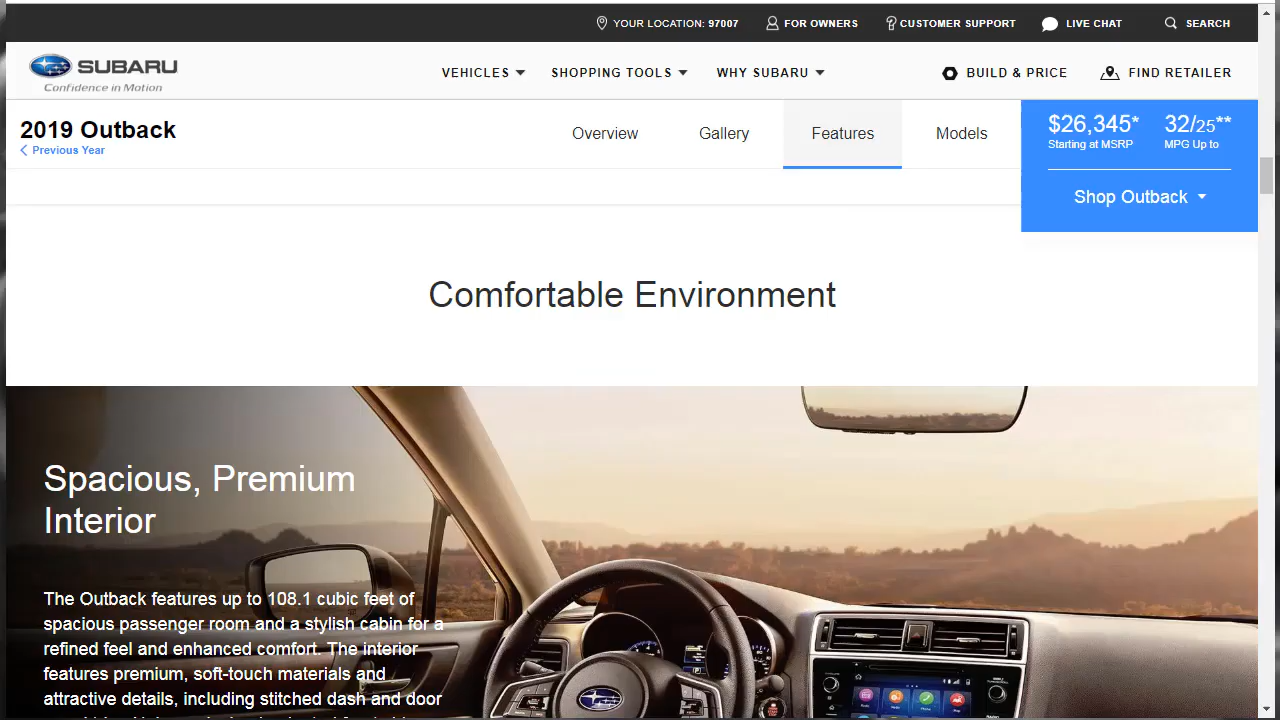 YOUR LOCATION: 97007 FOR OWNERS CUSTOMER SUPPORT LIVE CHAT SEARCH
SUBARU
Confidence in Motion
VEHICLES SHOPPING TOOLS WHY SUBARU BUILD & PRICE FIND RETAILER
2019 Outback
Previous Year
Overview Gallery Features Models
$26,345* 32/25**
Starting at MSRP MPG Up to
Shop Outback
Comfortable Environment
Spacious, Premium
Interior
The Outback features up to 108.1 cubic feet of
spacious passenger room and a stylish cabin for a
refined feel and enhanced comfort. The interior
features premium, soft-touch materials and
attractive details, including stitched dash and door